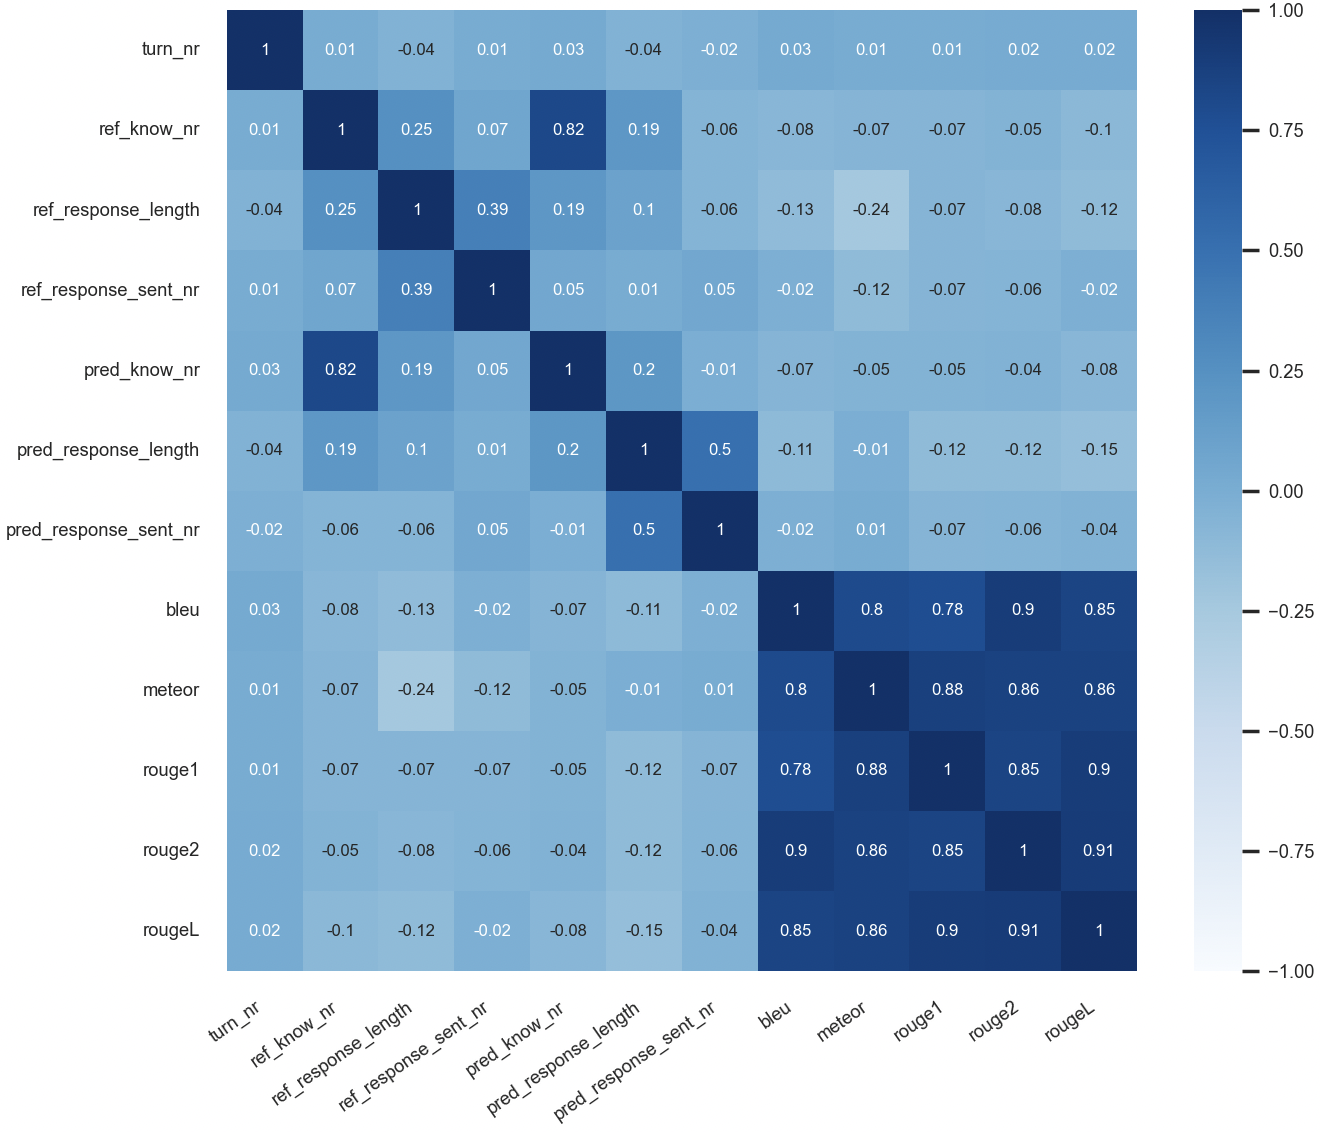 turn_nr 1 0.01 -0.04 0.01 0.03 -0.04 -0.02 0.03 0.01 0.01 0.02 0.02
ref_know_nr 0.01 1 0.25 0.07 0.82 0.19 -0.06 -0.08 -0.07 -0.07 -0.05 -0.1
ref_response_length -0.04 0.25 1 0.39 0.19 0.1 -0.06 -0.13 -0.24 -0.07 -0.08 -0.12
ref_response_sent_nr 0.01 0.07 0.39 1 0.05 0.01 0.05 -0.02 -0.12 -0.07 -0.06 -0.02
pred_know_nr 0.03 0.82 0.19 0.05 1 0.2 -0.01 -0.07 -0.05 -0.05 -0.04 -0.08
pred_response_length -0.04 0.19 0.1 0.01 0.2 1 0.5 -0.11 -0.01 -0.12 -0.12 -0.15
pred_response_sent_nr -0.02 -0.06 -0.06 0.05 -0.01 0.5 1 -0.02 0.01 -0.07 -0.06 -0.04
bleu 0.03 -0.08 -0.13 -0.02 -0.07 -0.11 -0.02 1 0.8 0.78 0.9 0.85
meteor 0.01 -0.07 -0.24 -0.12 -0.05 -0.01 0.01 0.8 1 0.88 0.86 0.86
rouge1 0.01 -0.07 -0.07 -0.07 -0.05 -0.12 -0.07 0.78 0.88 1 0.85 0.9
rouge2 0.02 -0.05 -0.08 -0.06 -0.04 -0.12 -0.06 0.9 0.86 0.85 1 0.91
rougeL 0.02 -0.1 -0.12 -0.02 -0.08 -0.15 -0.04 0.85 0.86 0.9 0.91 1
turn_nr ref_know_nr ref_response_length ref_response_sent_nr pred_know_nr pred_response_length pred_response_sent_nr bleu meteor rouge1 rouge2 rougeL
1.00
0.75
0.50
0.25
0.00
−0.25
−0.50
−0.75
−1.00